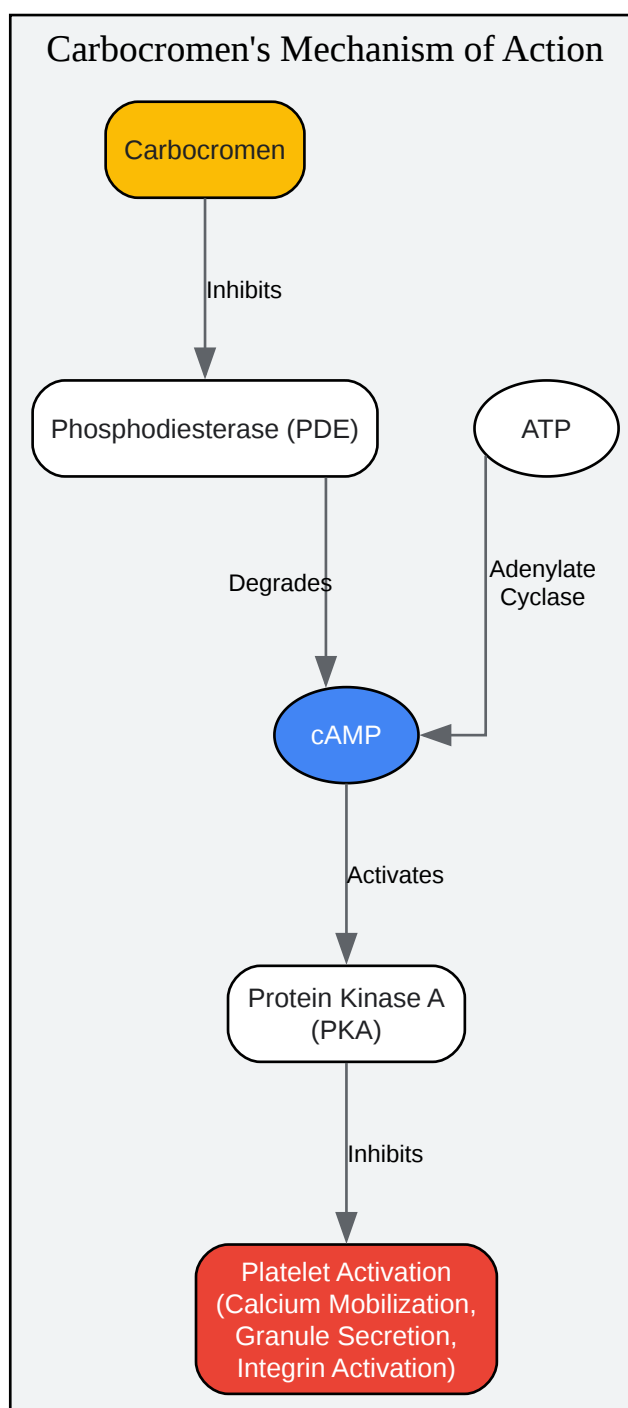 Carbocromen's Mechanism of Action
Carbocromen
Inhibits
Phosphodiesterase (PDE)
ATP
Degrades
Adenylate
Cyclase
cAMP
Activates
Protein Kinase A
(PKA)
Inhibits
Platelet Activation
(Calcium Mobilization,
Granule Secretion,
Integrin Activation)